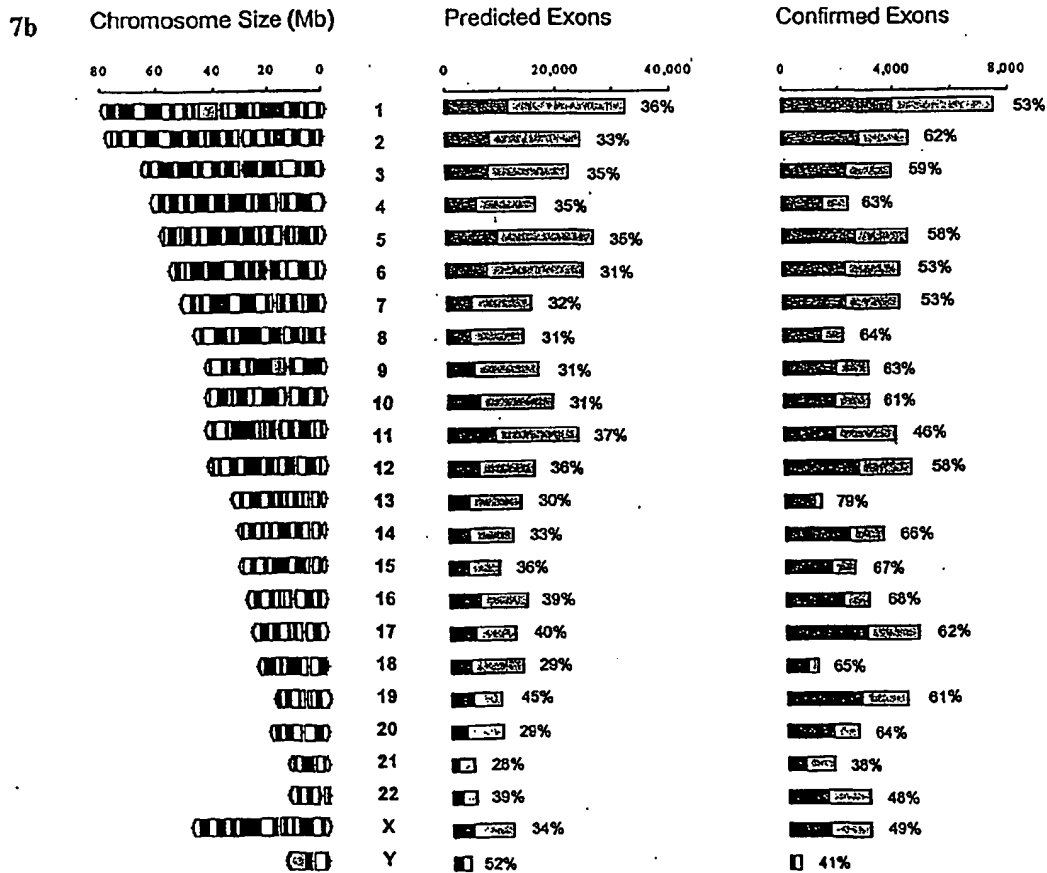 7b Chromosome Size (Mb) Predicted Exons Confirmed Exons
80 60 40 20 0 0 20,000 40,000 0 4,000 8,000
1 36% 53%
2 33% 62%
3 35% 59%
4 35% 63%
5 35% 58%
6 31% 53%
7 32% 53%
8 31% 64%
9 31% 63%
10 31% 61%
11 37% 46%
12 36% 58%
13 30% 79%
14 33% 66%
15 36% 67%
16 39% 68%
17 40% 62%
18 29% 65%
19 45% 61%
20 29% 64%
21 28% 38%
22 39% 48%
X 34% 49%
Y 52% 41%